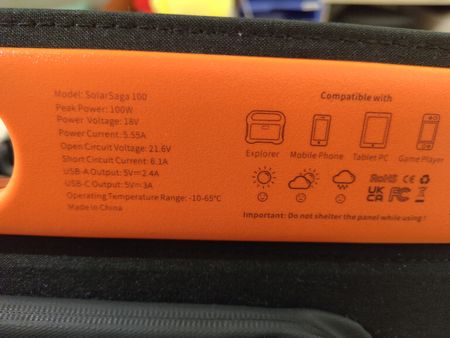 Model: SolarSaga 100
Peak Power: 100W
Power Voltage: 18V
Power Current: 5.55A
Open Circuit Voltage: 21.6V
Short Circuit Current: 6.1A
USB-A Output: 5V⎓2.4A
USB-C Output: 5V⎓3A
Operating Temperature Range: -10-65°C
Made in China
Compatible with
Explorer
Mobile Phone
Tablet PC
Game Player
RoHS CE
UK
CA
FC
Important: Do not shelter the panel while using!